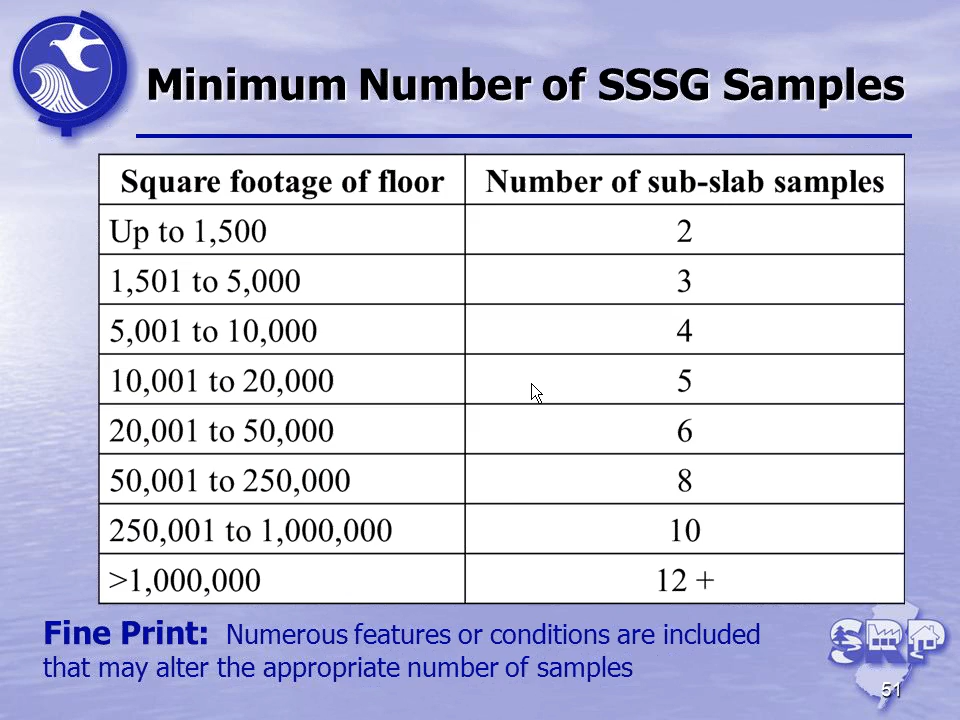 Minimum Number of SSSG Samples
Square footage of floor Number of sub-slab samples
Up to 1,500 2
1,501 to 5,000 3
5,001 to 10,000 4
10,001 to 20,000 5
20,001 to 50,000 6
50,001 to 250,000 8
250,001 to 1,000,000 10
>1,000,000 12 +
Fine Print: Numerous features or conditions are included
that may alter the appropriate number of samples
SRP
51